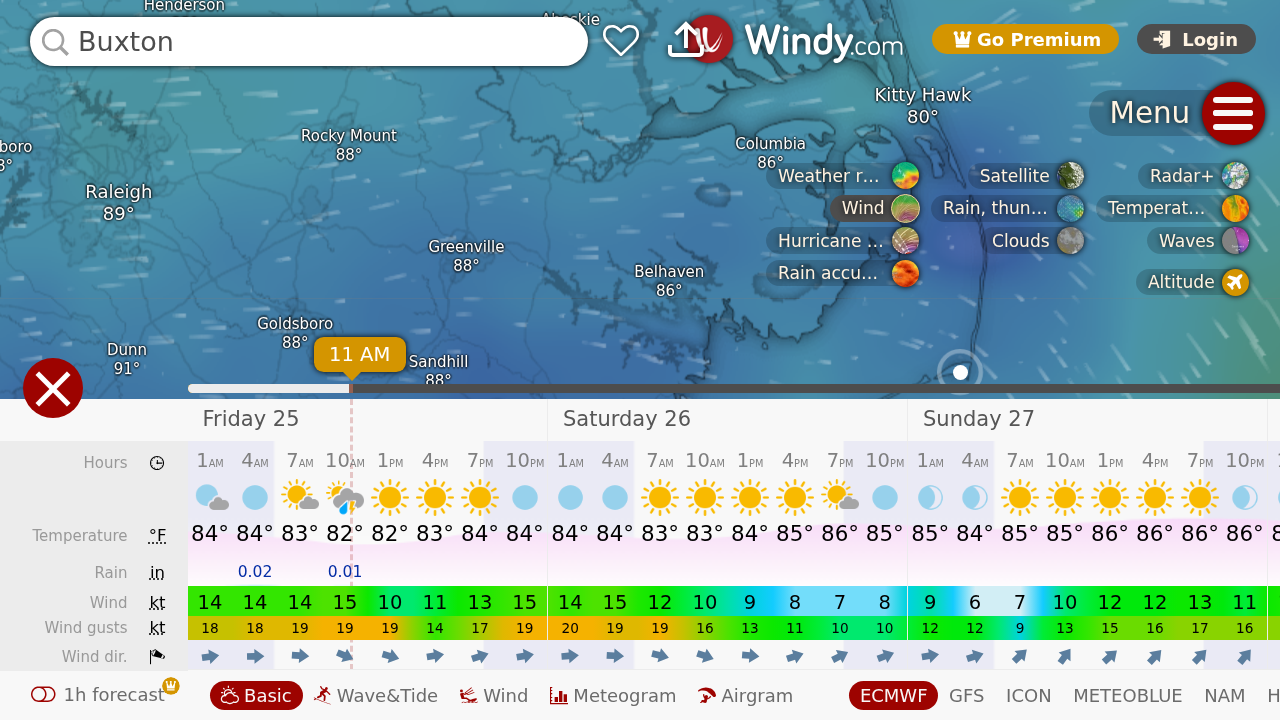 Henderson
Ahoskie
Buxton
Windy.com
Go Premium
Login
Kitty Hawk
80°
Menu
Rocky Mount
88°
Columbia
86°
Raleigh
89°
Weather r...
Satellite
Radar+
Wind
Rain, thun...
Temperat...
Hurricane ...
Clouds
Waves
Rain accu...
Altitude
Greenville
88°
Belhaven
86°
Goldsboro
88°
Dunn
91°
11 AM
Sandhill
88°
Friday 25 Saturday 26 Sunday 27
Hours 1AM 4AM 7AM 10AM 1PM 4PM 7PM 10PM 1AM 4AM 7AM 10AM 1PM 4PM 7PM 10PM 1AM 4AM 7AM 10AM 1PM 4PM 7PM 10PM
Temperature °F 84° 84° 83° 82° 82° 83° 84° 84° 84° 84° 83° 83° 84° 85° 86° 85° 85° 84° 85° 85° 86° 86° 86° 86° 8
Rain in 0.02 0.01
Wind kt 14 14 14 15 10 11 13 15 14 15 12 10 9 8 7 8 9 6 7 10 12 12 13 11
Wind gusts kt 18 18 19 19 19 14 17 19 20 19 19 16 13 11 10 10 12 12 9 13 15 16 17 16
Wind dir.
1h forecast Basic Wave&Tide Wind Meteogram Airgram ECMWF GFS ICON METEOBLUE NAM H